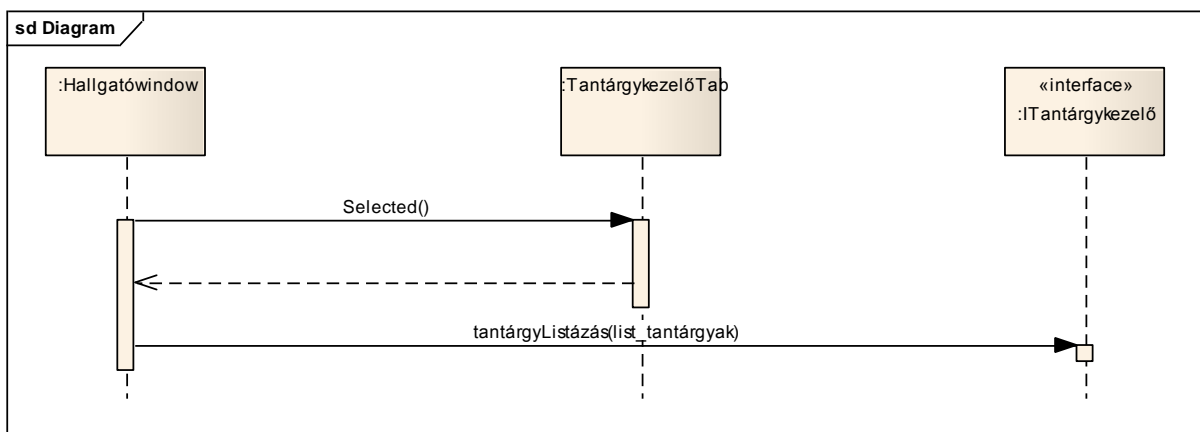 sd Diagram
:Hallgatówindow
:TantárgykezelőTab
«interface»
:ITantárgykezelő
Selected()
tantárgyListázás(list_tantárgyak)